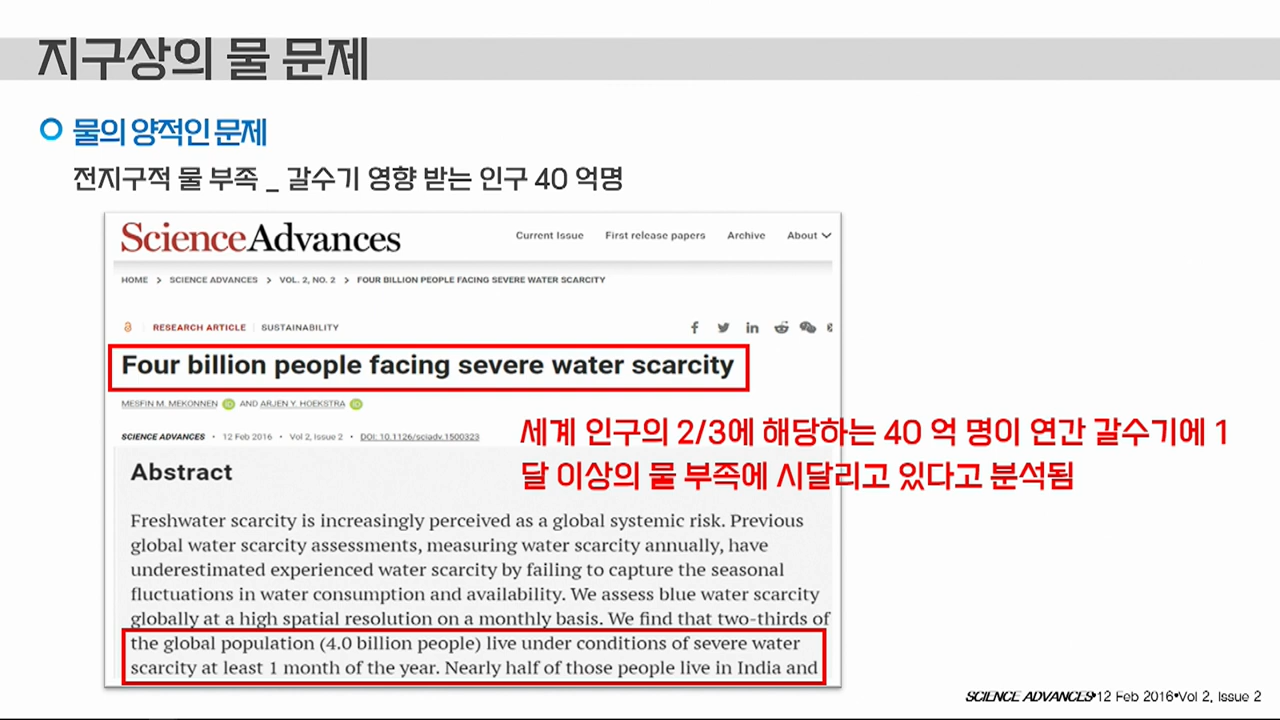 지구상의 물 문제
물의 양적인 문제
전지구적 물 부족 _ 갈수기 영향 받는 인구 40 억명
ScienceAdvances
Current Issue First release papers Archive About
HOME > SCIENCE ADVANCES > VOL. 2, NO. 2 > FOUR BILLION PEOPLE FACING SEVERE WATER SCARCITY
RESEARCH ARTICLE | SUSTAINABILITY
Four billion people facing severe water scarcity
MESFIN M. MEKONNEN AND ARJEN Y. HOEKSTRA
SCIENCE ADVANCES • 12 Feb 2016 • Vol 2, Issue 2 • DOI: 10.1126/sciadv.1500323
세계 인구의 2/3에 해당하는 40 억 명이 연간 갈수기에 1
달 이상의 물 부족에 시달리고 있다고 분석됨
Abstract
Freshwater scarcity is increasingly perceived as a global systemic risk. Previous
global water scarcity assessments, measuring water scarcity annually, have
underestimated experienced water scarcity by failing to capture the seasonal
fluctuations in water consumption and availability. We assess blue water scarcity
globally at a high spatial resolution on a monthly basis. We find that two-thirds of
the global population (4.0 billion people) live under conditions of severe water
scarcity at least 1 month of the year. Nearly half of those people live in India and
SCIENCE ADVANCES•12 Feb 2016•Vol 2, Issue 2